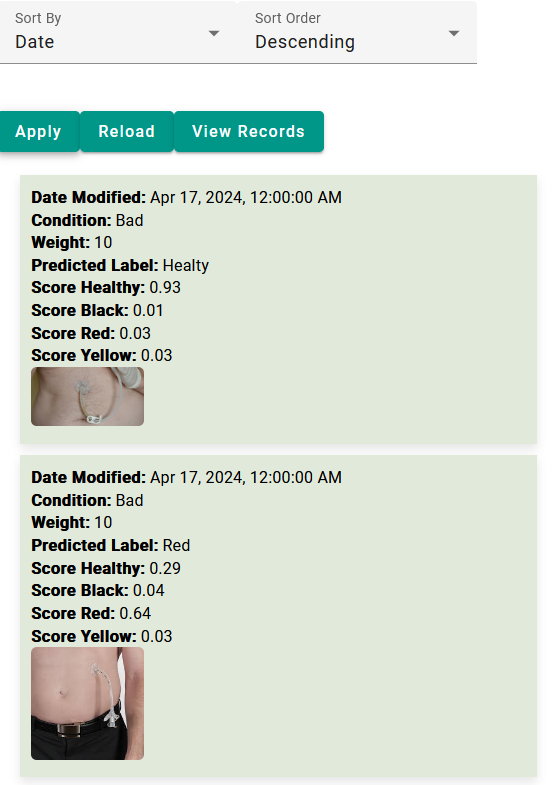 Sort By
Sort Order
Date
Descending
Apply
Reload
View Records
Date Modified: Apr 17, 2024, 12:00:00 AM
Condition: Bad
Weight: 10
Predicted Label: Healty
Score Healthy: 0.93
Score Black: 0.01
Score Red: 0.03
Score Yellow: 0.03
Date Modified: Apr 17, 2024, 12:00:00 AM
Condition: Bad
Weight: 10
Predicted Label: Red
Score Healthy: 0.29
Score Black: 0.04
Score Red: 0.64
Score Yellow: 0.03